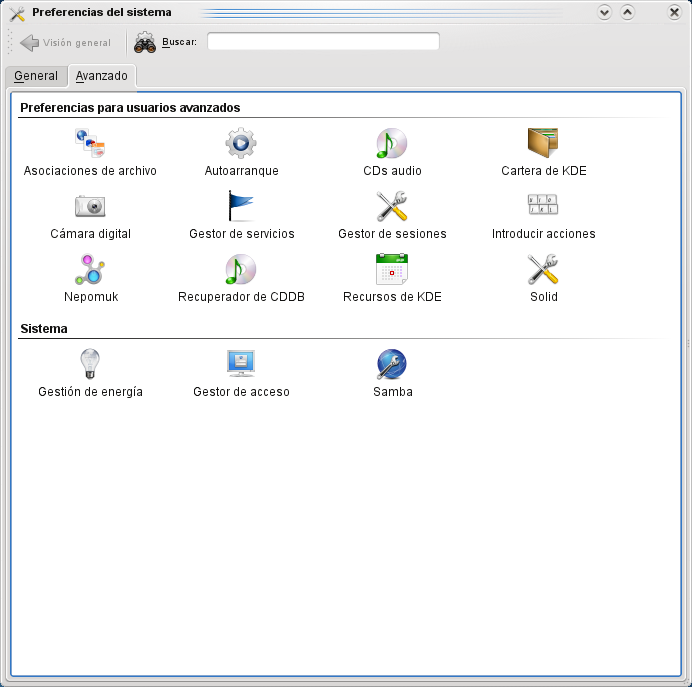 Preferencias del sistema
Visión general
Buscar:
General
Avanzado
Preferencias para usuarios avanzados
Asociaciones de archivo
Autoarranque
CDs audio
Cartera de KDE
Cámara digital
Gestor de servicios
Gestor de sesiones
Introducir acciones
Nepomuk
Recuperador de CDDB
Recursos de KDE
Solid
Sistema
Gestión de energía
Gestor de acceso
Samba